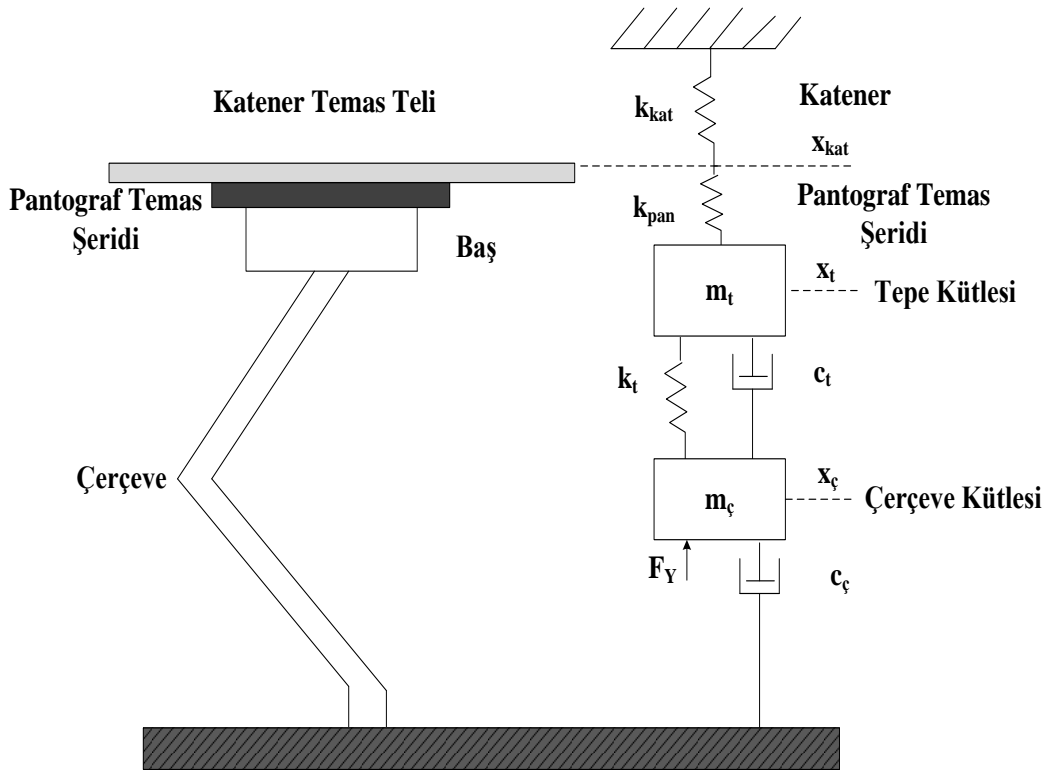 Katener Temas Teli
Pantograf Temas
Şeridi
Baş
Çerçeve
k_kat
Katener
x_kat
k_pan
Pantograf Temas
Şeridi
m_t
x_t
Tepe Kütlesi
k_t
c_t
m_ç
x_ç
Çerçeve Kütlesi
F_Y
c_ç